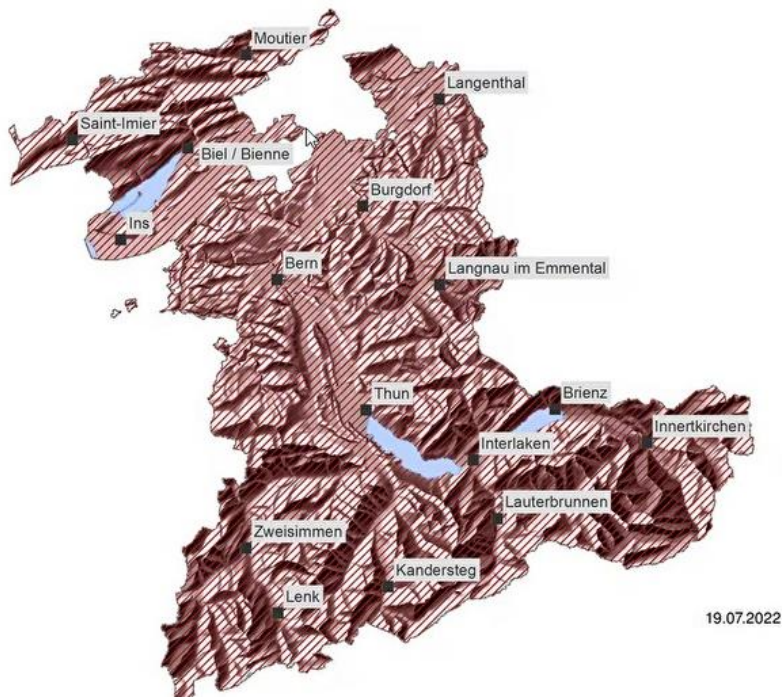 Moutier
Langenthal
Saint-Imier
Biel / Bienne
Burgdorf
Ins
Bern
Langnau im Emmental
Thun
Brienz
Innertkirchen
Interlaken
Lauterbrunnen
Zweisimmen
Kandersteg
Lenk
19.07.2022